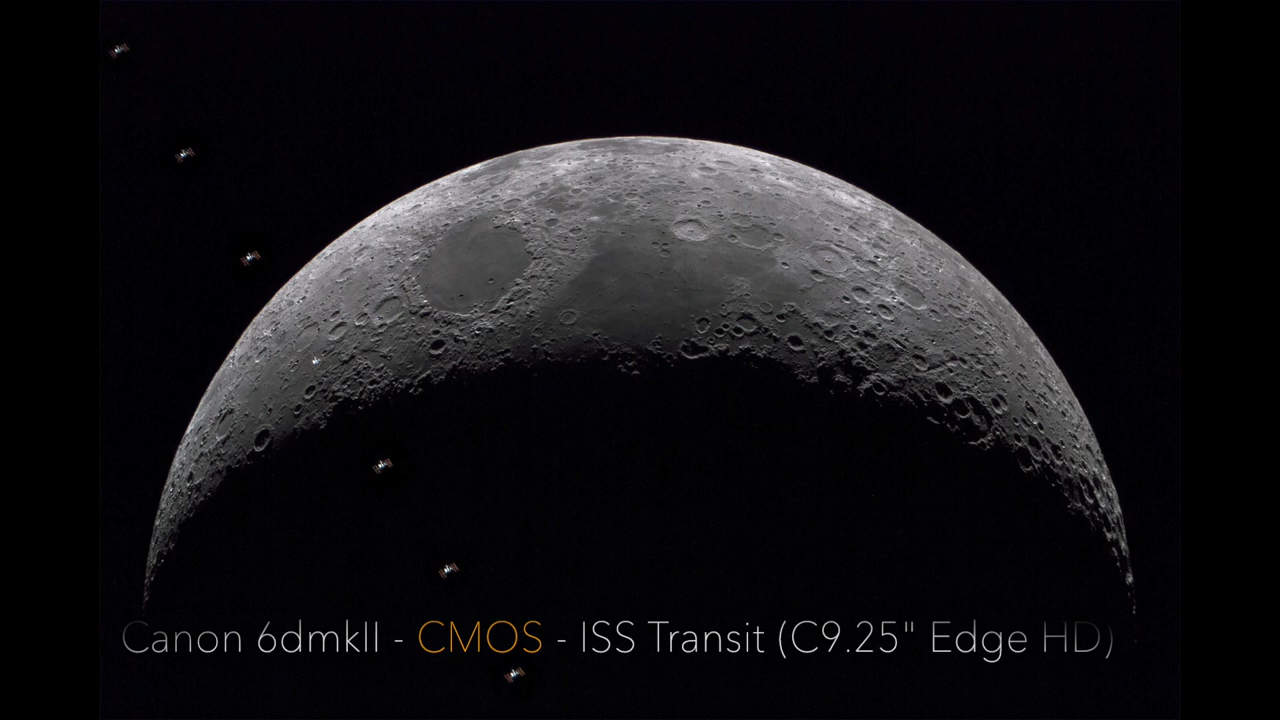 Canon 6dmkII - CMOS - ISS Transit (C9.25" Edge HD)